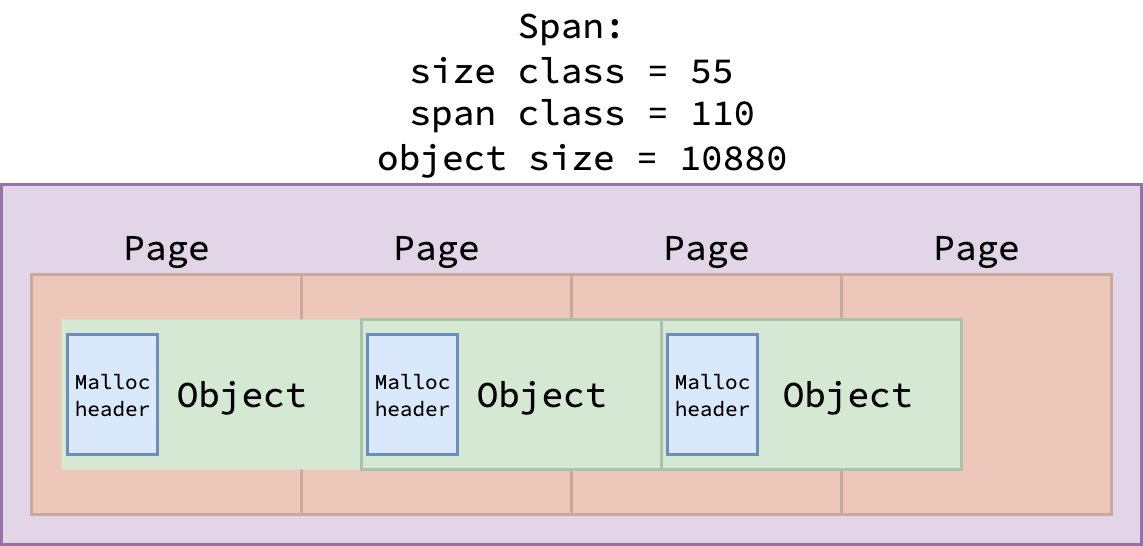 Span:
size class = 55
span class = 110
object size = 10880
Page
Page
Page
Page
Malloc
header
Object
Malloc
header
Object
Malloc
header
Object